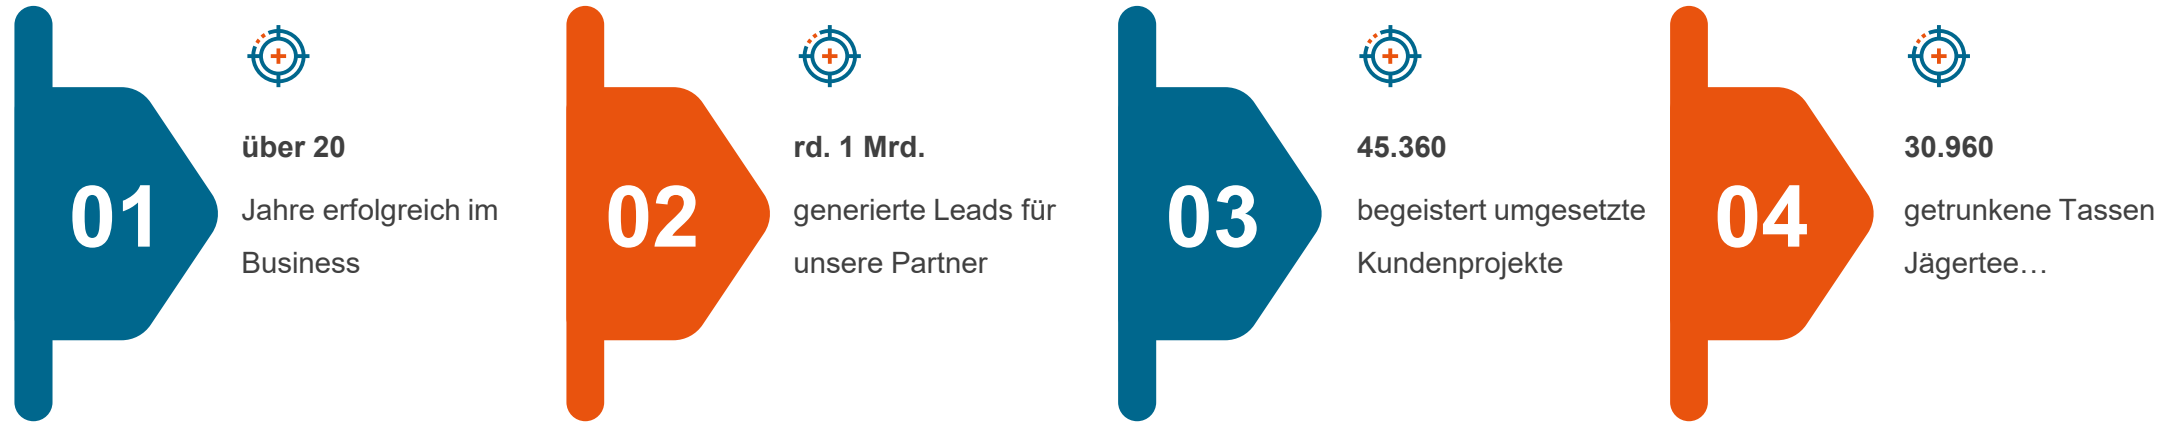 01
über 20
Jahre erfolgreich im
Business
02
rd. 1 Mrd.
generierte Leads für
unsere Partner
03
45.360
begeistert umgesetzte
Kundenprojekte
04
30.960
getrunkene Tassen
Jägertee…